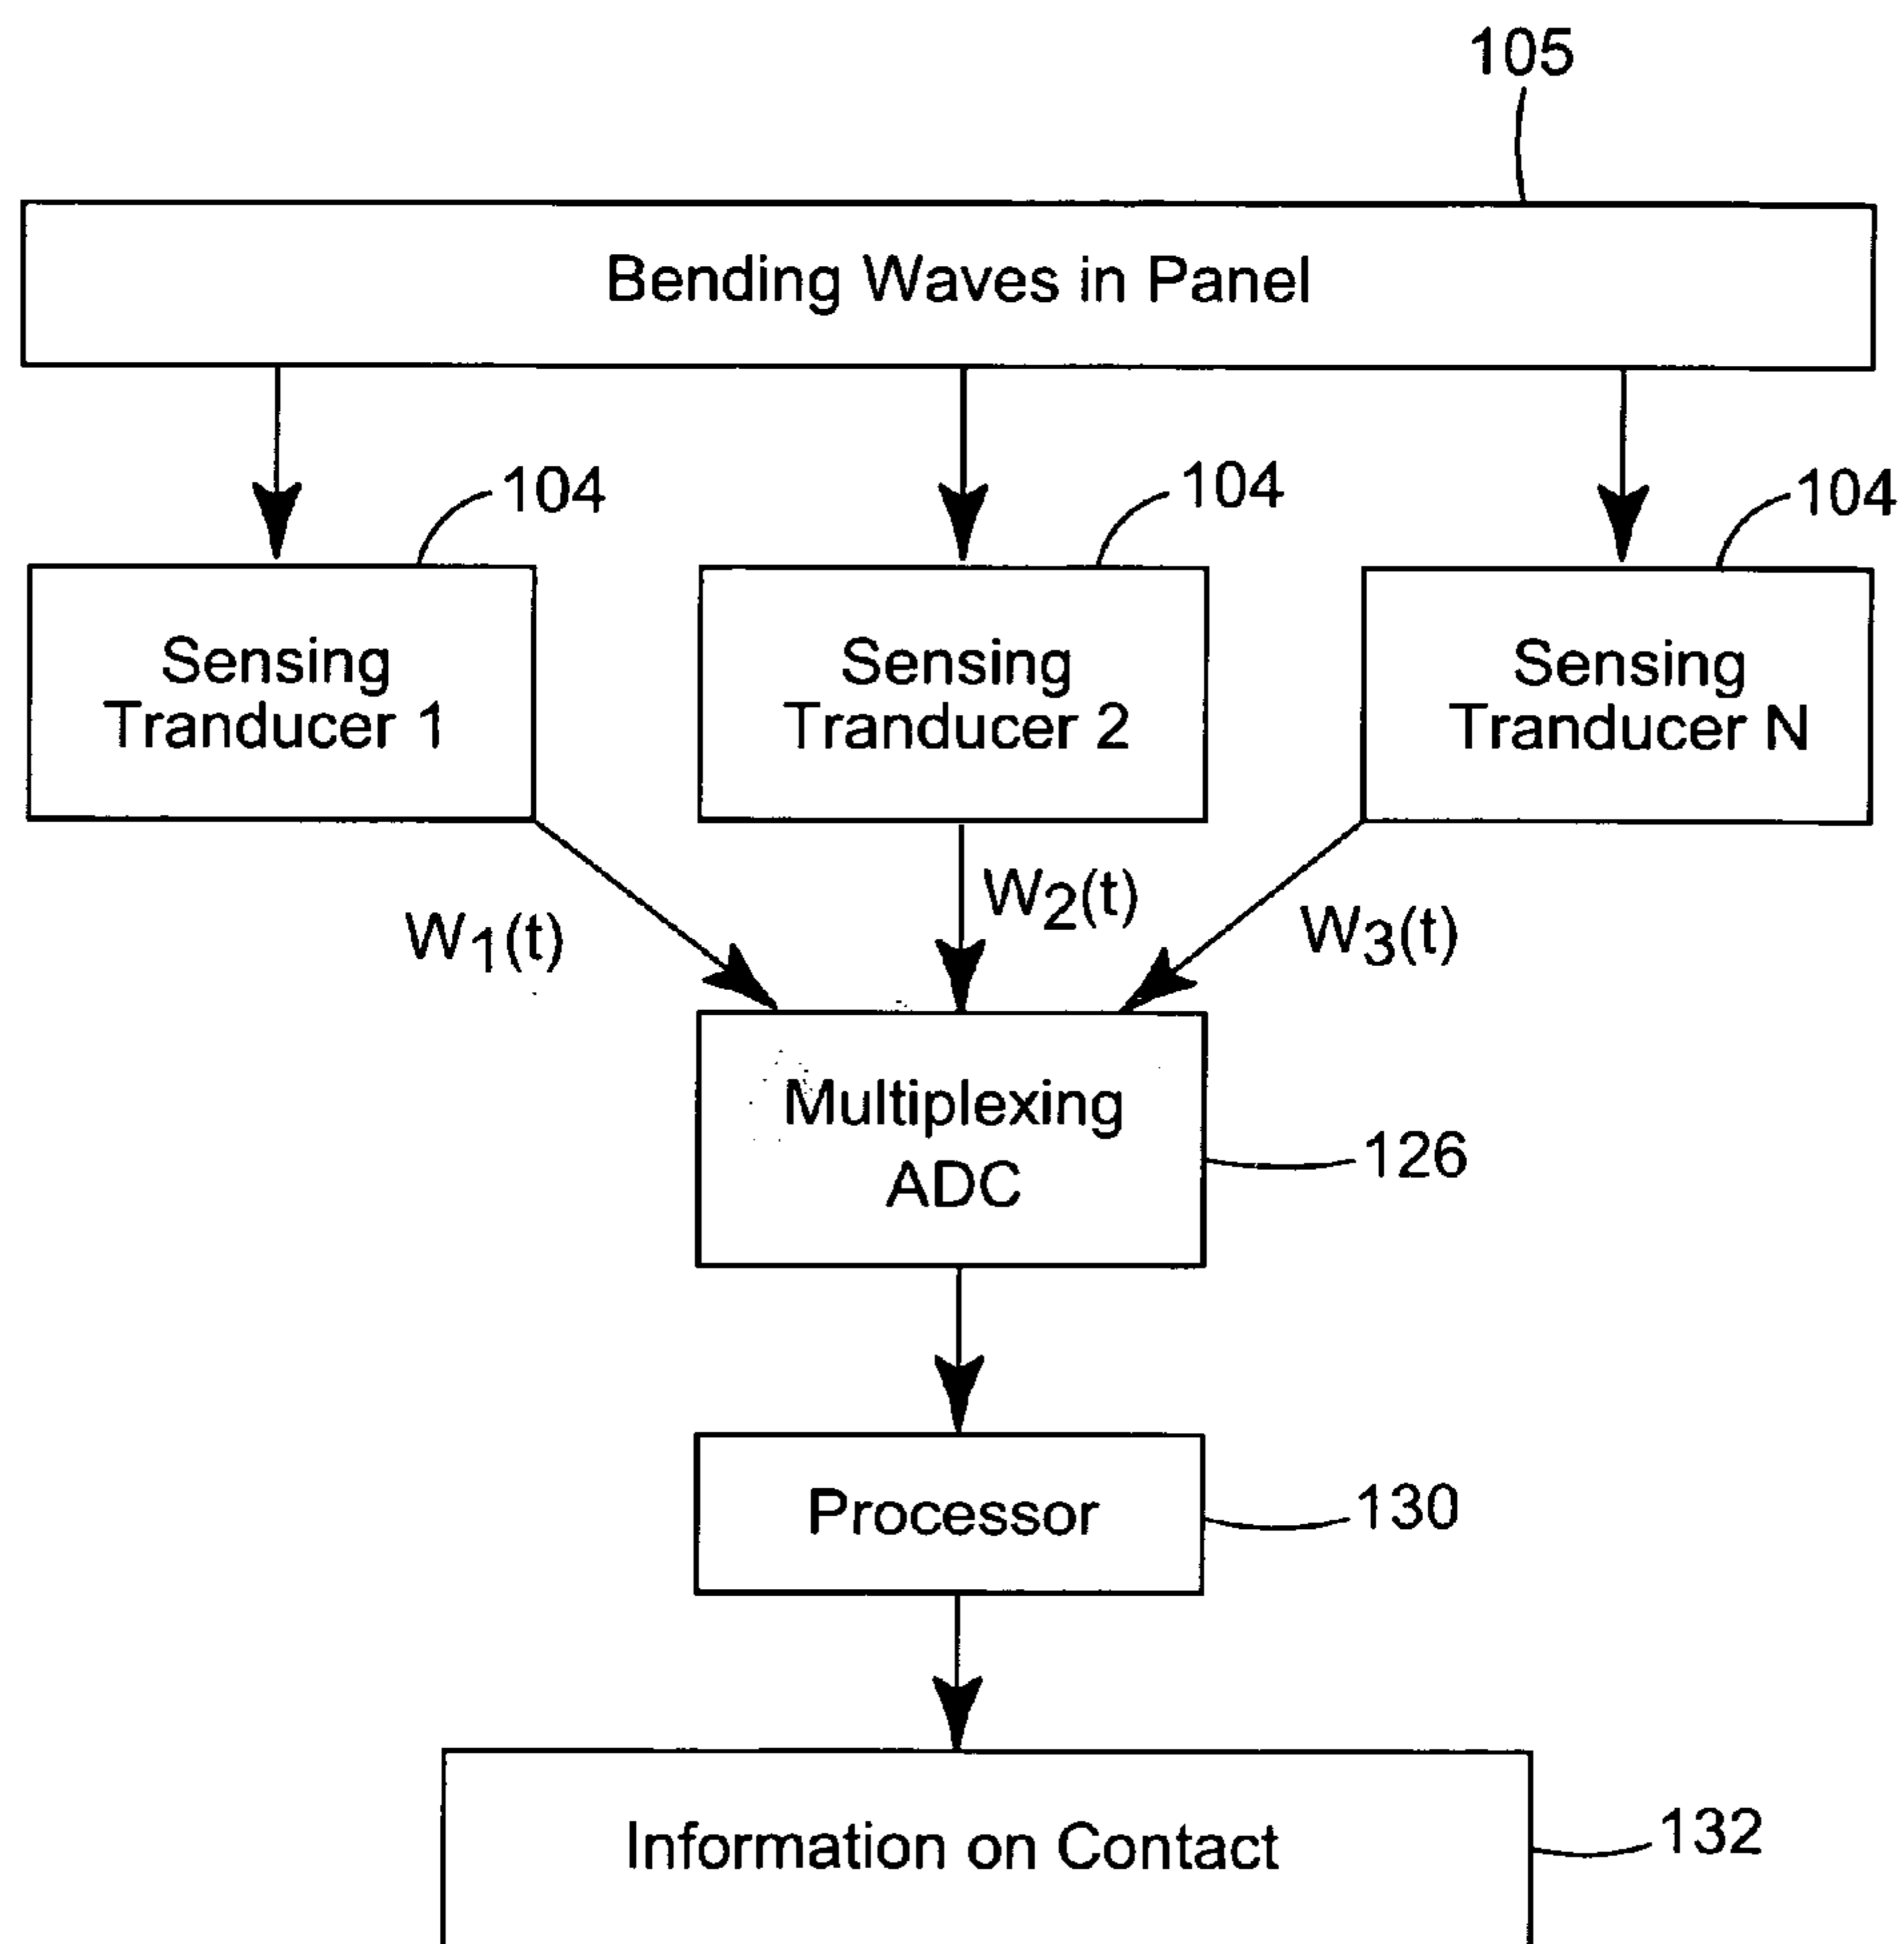 105
Bending Waves in Panel
104
104
104
Sensing
Tranducer 1
Sensing
Tranducer 2
Sensing
Tranducer N
W1(t)
W2(t)
W3(t)
Multiplexing
ADC
126
Processor
130
Information on Contact
132